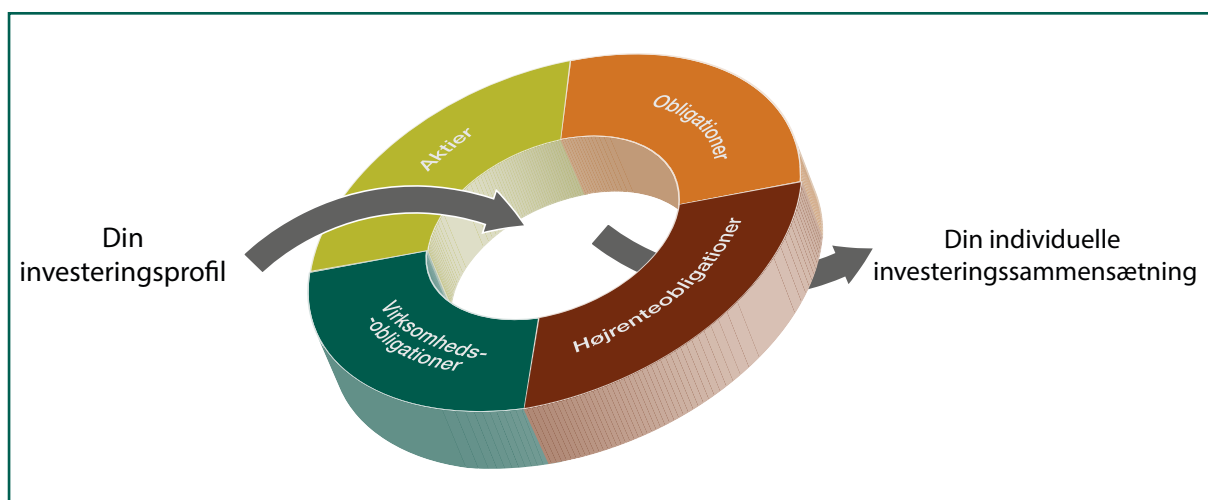 Din
investeringsprofil
Aktier
Obligationer
Virksomheds-
-obligationer
Højrenteobligationer
Din individuelle
investeringssammensætning